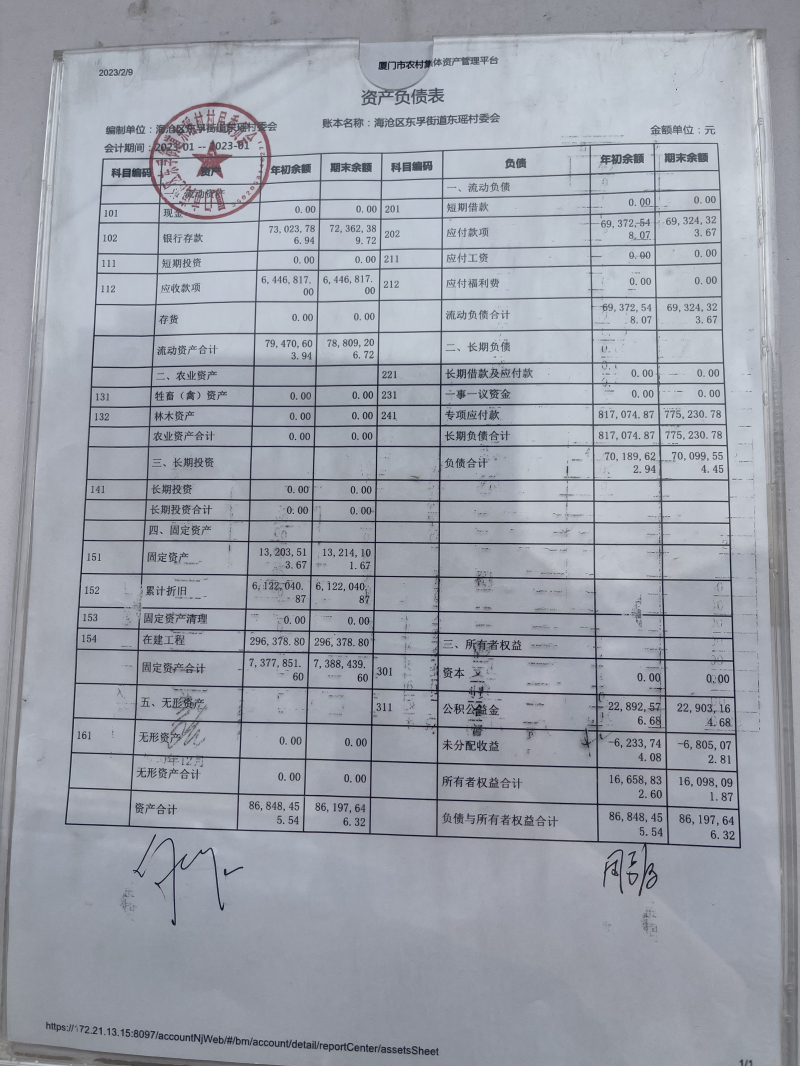 2023/2/9
厦门市农村集体资产管理平台
资产负债表
编制单位：海沧区东孚街道东瑶村委会 账本名称：海沧区东孚街道东瑶村委会 金额单位：元
会计期间：2023-01 -- 2023-01
科目编码 资产 年初余额 期末余额 科目编码 负债 年初余额 期末余额
流动资产 一、流动负债
101 现金 0.00 0.00 201 短期借款 0.00 0.00
102 银行存款 73,023,786.94 72,362,389.72 202 应付款项 69,372,548.07 69,324,323.67
111 短期投资 0.00 0.00 211 应付工资 0.00 0.00
112 应收款项 6,446,817.00 6,446,817.00 212 应付福利费 0.00 0.00
存货 0.00 0.00 流动负债合计 69,372,548.07 69,324,323.67
流动资产合计 79,470,603.94 78,809,206.72 二、长期负债
二、农业资产 221 长期借款及应付款 0.00 0.00
131 牲畜（禽）资产 0.00 0.00 231 一事一议资金 0.00 0.00
132 林木资产 0.00 0.00 241 专项应付款 817,074.87 775,230.78
农业资产合计 0.00 0.00 长期负债合计 817,074.87 775,230.78
三、长期投资 负债合计 70,189,622.94 70,099,554.45
141 长期投资 0.00 0.00
长期投资合计 0.00 0.00
四、固定资产
151 固定资产 13,203,513.67 13,214,101.67
152 累计折旧 6,122,040.87 6,122,040.87
153 固定资产清理 0.00 0.00
154 在建工程 296,378.80 296,378.80 三、所有者权益
固定资产合计 7,377,851.60 7,388,439.60 301 资本 0.00 0.00
五、无形资产 311 公积公益金 22,892,576.68 22,903,164.68
161 无形资产 0.00 0.00 未分配收益 -6,233,744.08 -6,805,072.81
无形资产合计 0.00 0.00 所有者权益合计 16,658,832.60 16,098,091.87
资产合计 86,848,455.54 86,197,646.32 负债与所有者权益合计 86,848,455.54 86,197,646.32
https://172.21.13.15:8097/accountNjWeb/#/bm/account/detail/reportCenter/assetsSheet
1/1